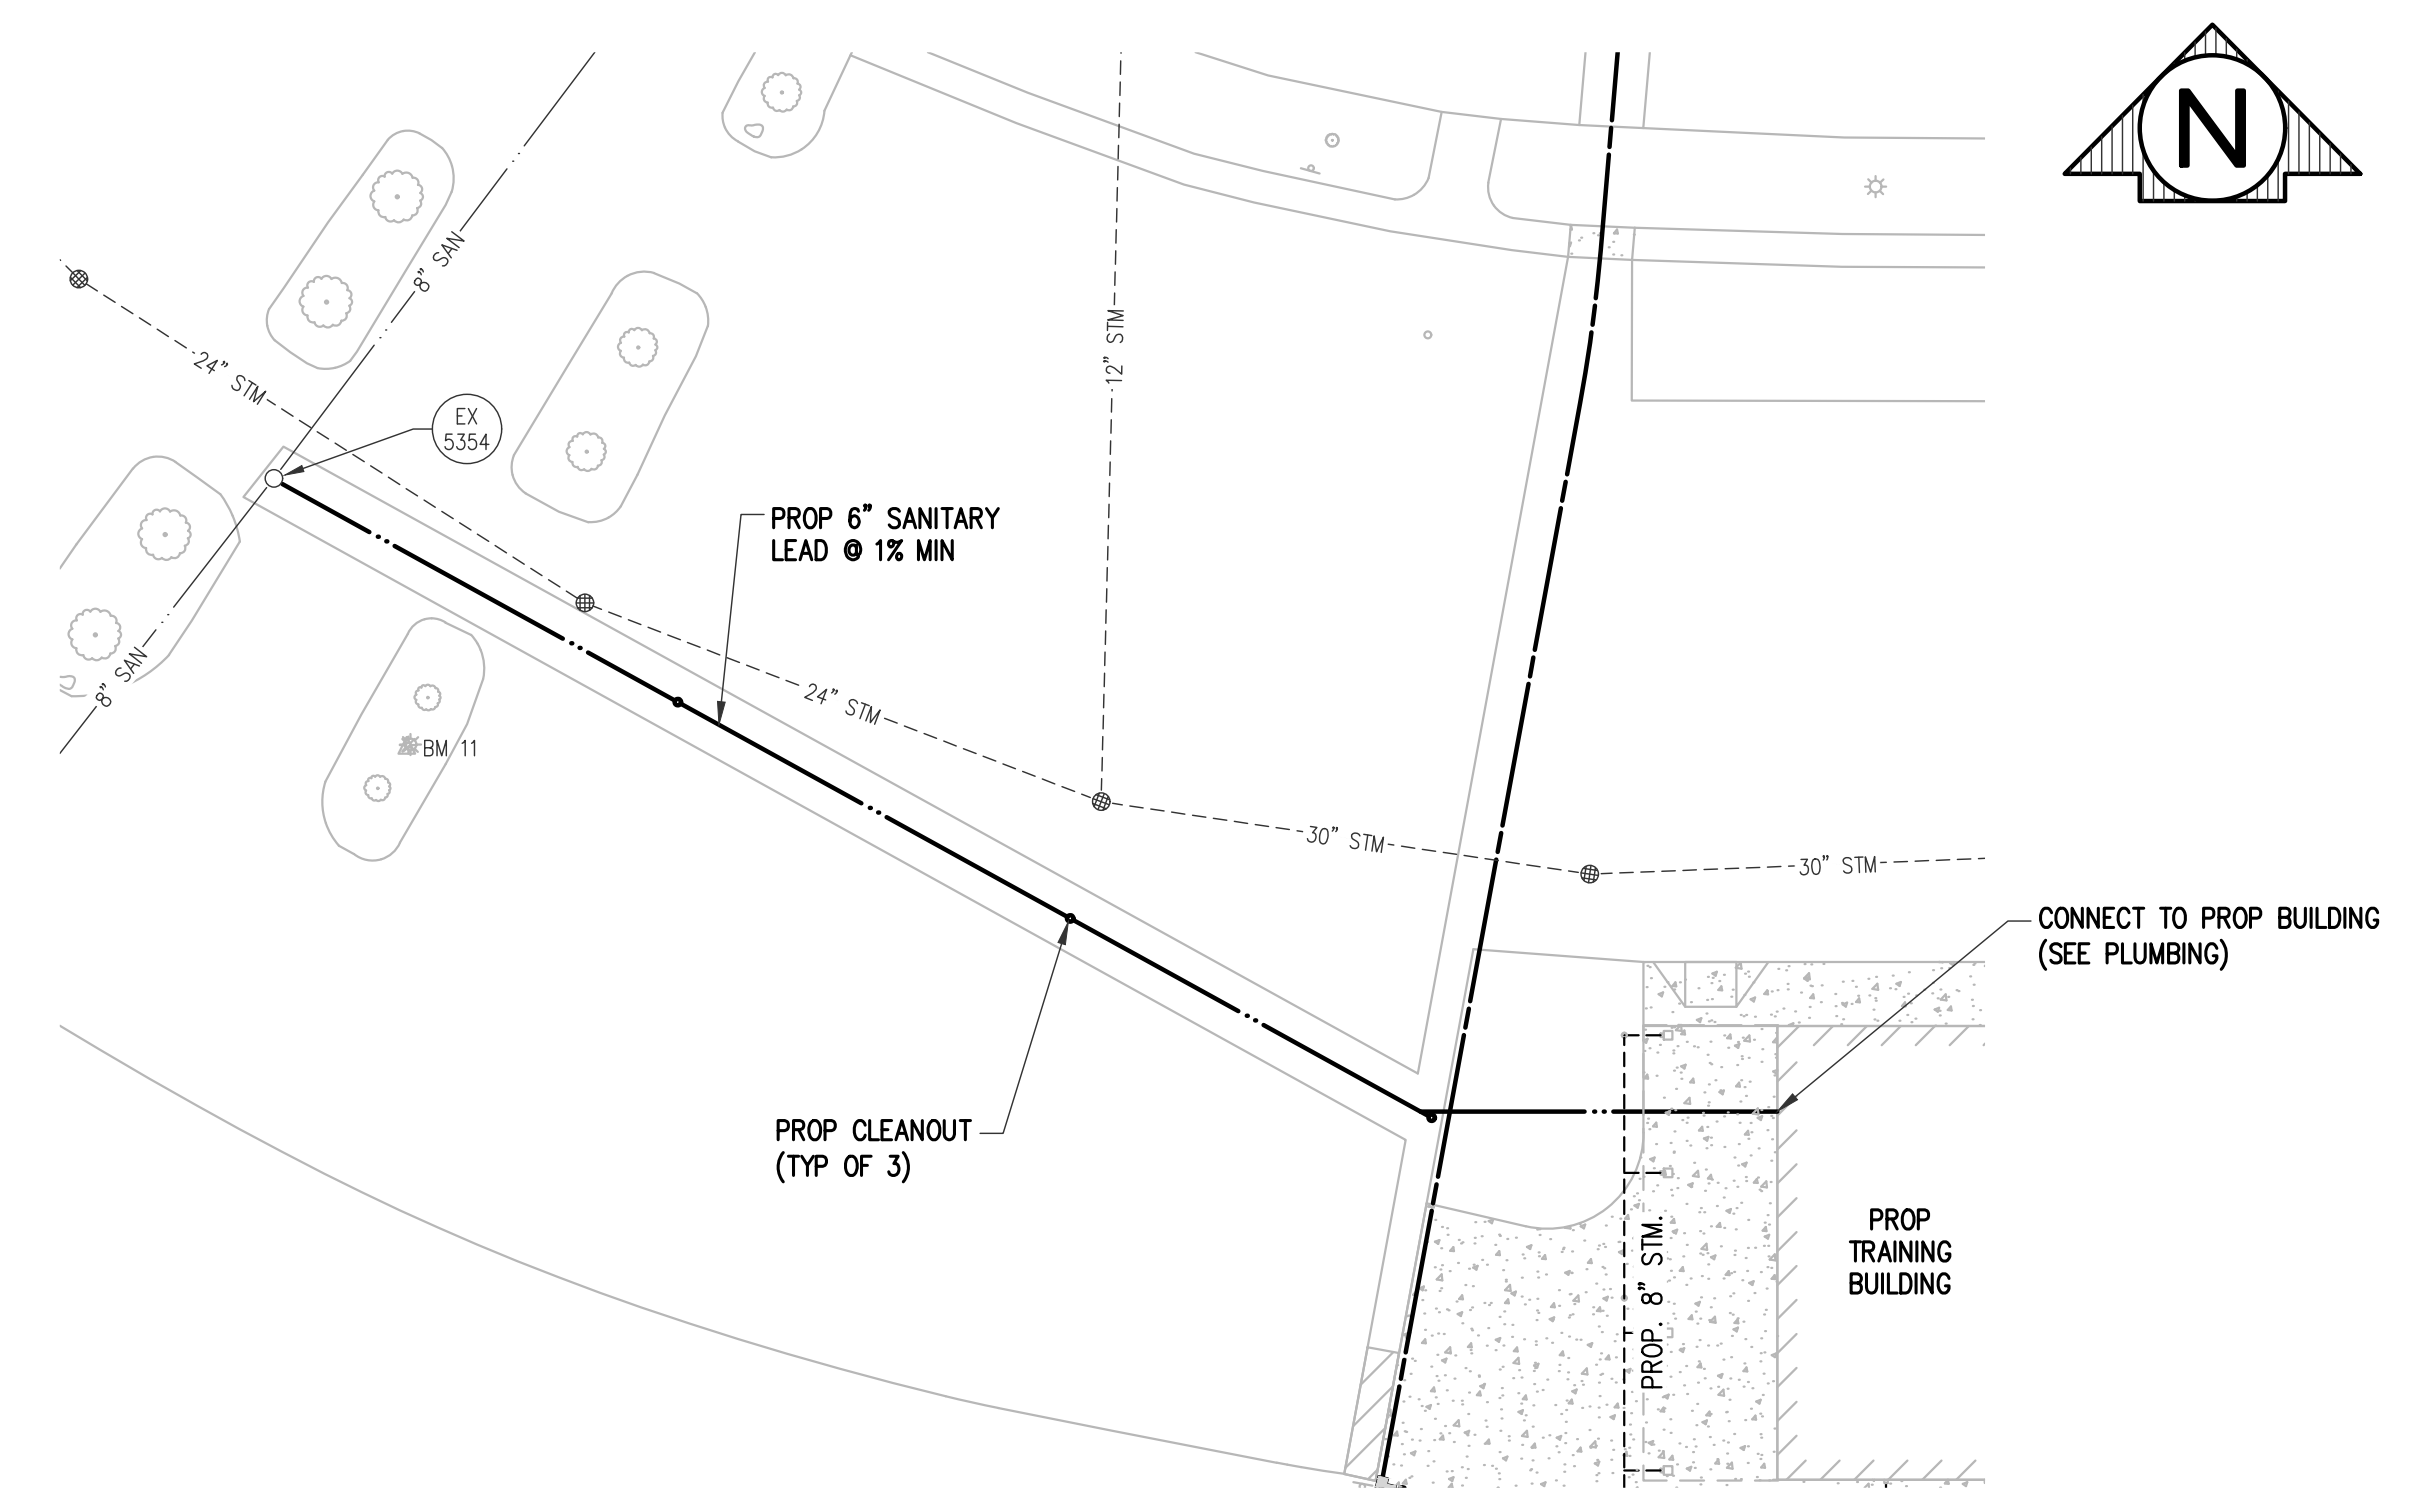 N
8” SAN
24” STM
12” STM
EX
5354
PROP 6” SANITARY
LEAD @ 1% MIN
8” SAN
24” STM
BM 11
30” STM
30” STM
CONNECT TO PROP BUILDING
(SEE PLUMBING)
PROP CLEANOUT
(TYP OF 3)
PROP. 8” STM.
PROP
TRAINING
BUILDING